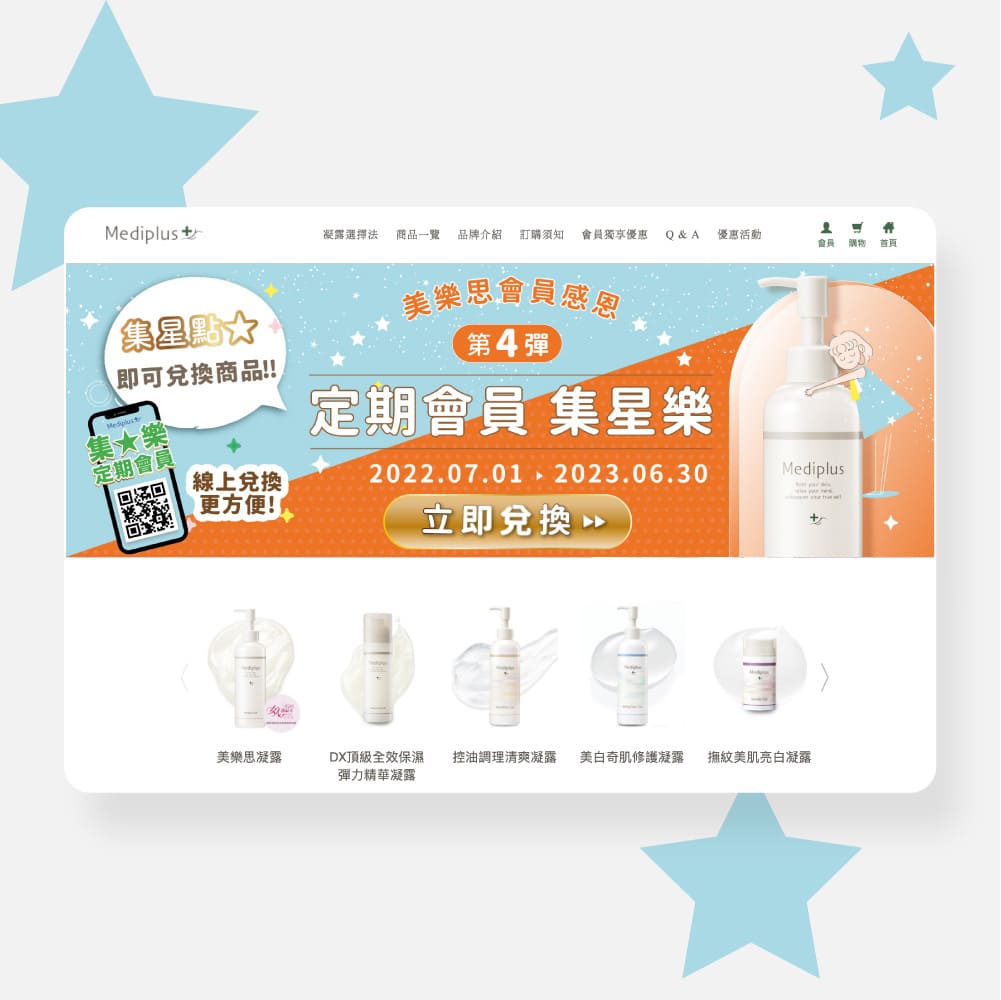 Mediplus
凝露選擇法 商品一覽 品牌介紹 訂購須知 會員獨享優惠 Q & A 優惠活動
會員 購物 首頁
美樂思會員感恩
第4彈
定期會員 集星樂
2022.07.01 ▸ 2023.06.30
立即兌換
集星點★
即可兌換商品!!
Mediplus
集★樂
定期會員
線上兌換
更方便!
Mediplus
Mediplus
Mediplus
Mediplus
Mediplus
Mediplus
美樂思凝露
DX頂級全效保濕
彈力精華凝露
控油調理清爽凝露
美白奇肌修護凝露
撫紋美肌亮白凝露